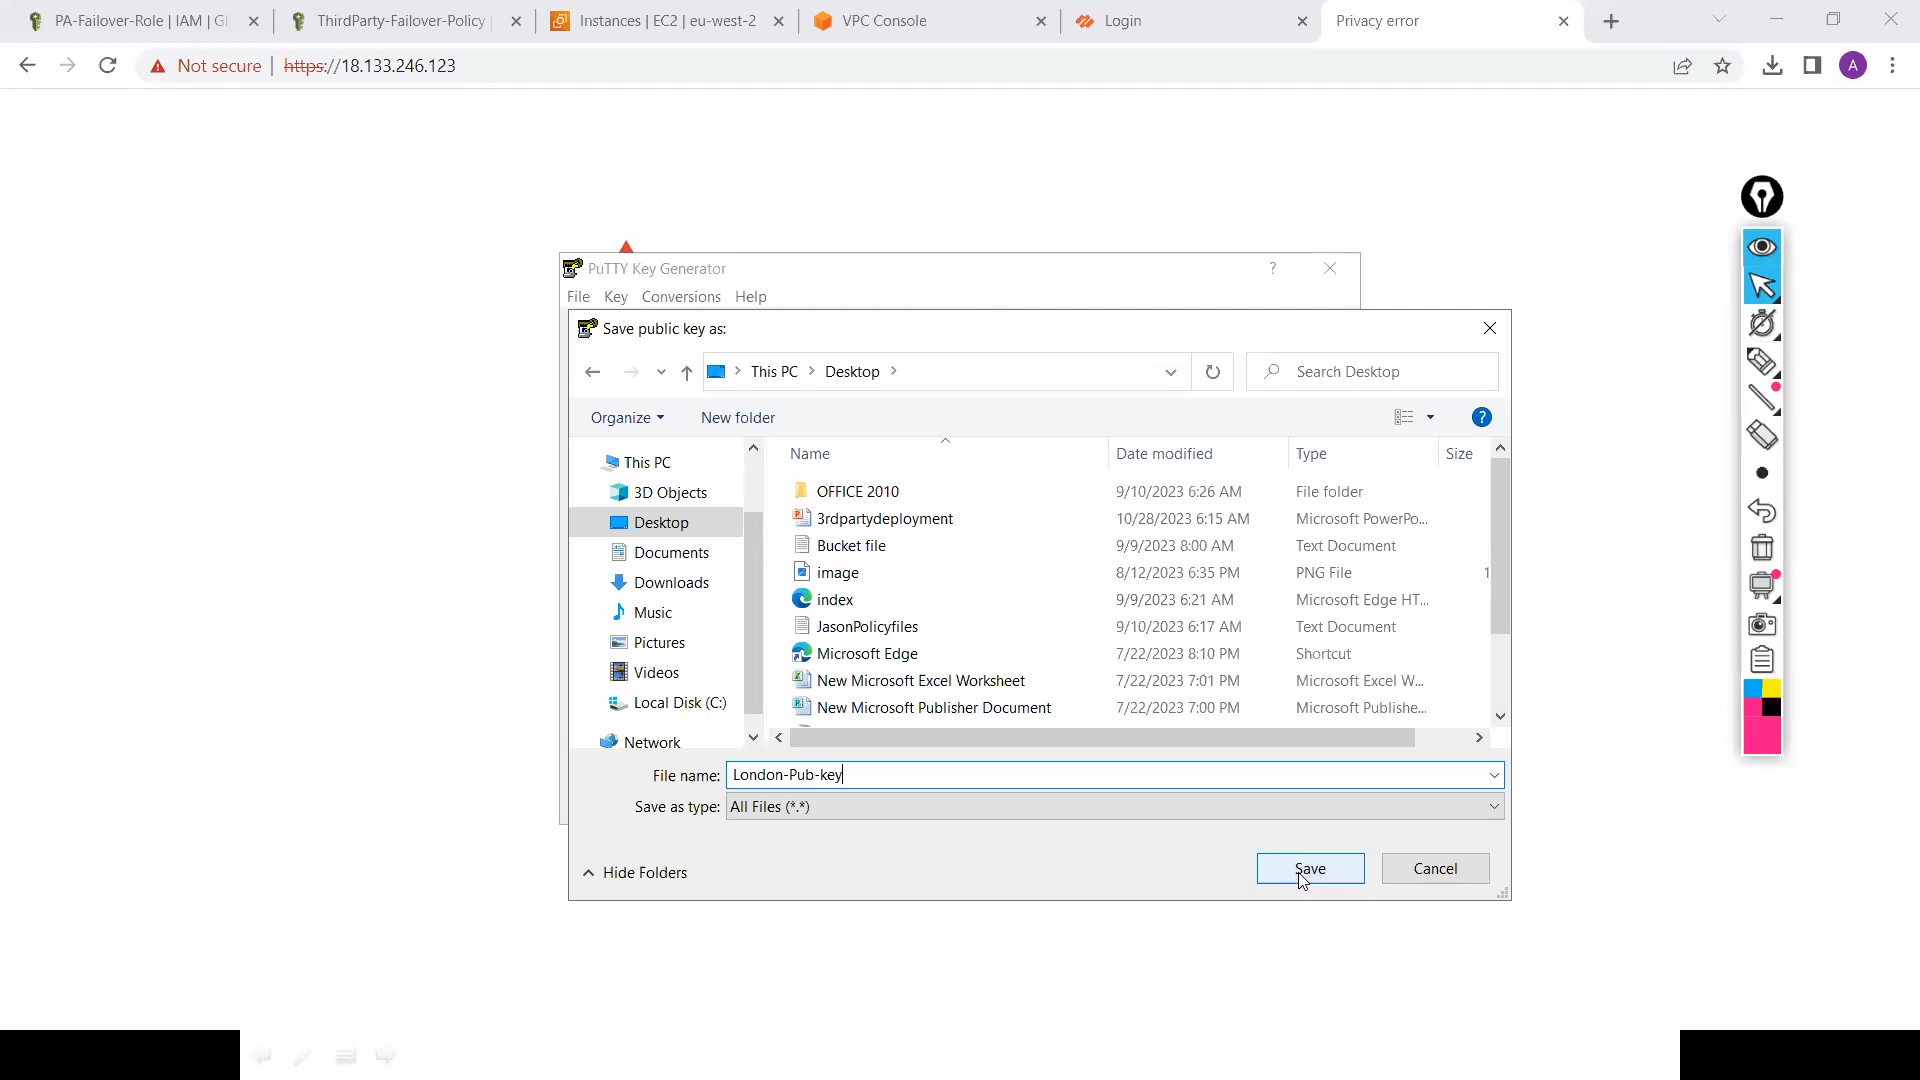 PA-Failover-Role | IAM | Gl
ThirdParty-Failover-Policy |
Instances | EC2 | eu-west-2
VPC Console
Login
Privacy error
Not secure | https://18.133.246.123
A
PuTTY Key Generator
?
File Key Conversions Help
Save public key as:
This PC > Desktop >
Search Desktop
Organize
New folder
?
This PC
3D Objects
Desktop
Documents
Downloads
Music
Pictures
Videos
Local Disk (C:)
Network
Name Date modified Type Size
OFFICE 2010 9/10/2023 6:26 AM File folder
3rdpartydeployment 10/28/2023 6:15 AM Microsoft PowerPo...
Bucket file 9/9/2023 8:00 AM Text Document
image 8/12/2023 6:35 PM PNG File 1
index 9/9/2023 6:21 AM Microsoft Edge HT...
JasonPolicyfiles 9/10/2023 6:17 AM Text Document
Microsoft Edge 7/22/2023 8:10 PM Shortcut
New Microsoft Excel Worksheet 7/22/2023 7:01 PM Microsoft Excel W...
New Microsoft Publisher Document 7/22/2023 7:00 PM Microsoft Publishe...
File name: London-Pub-key
Save as type: All Files (*.*)
Hide Folders
Save
Cancel